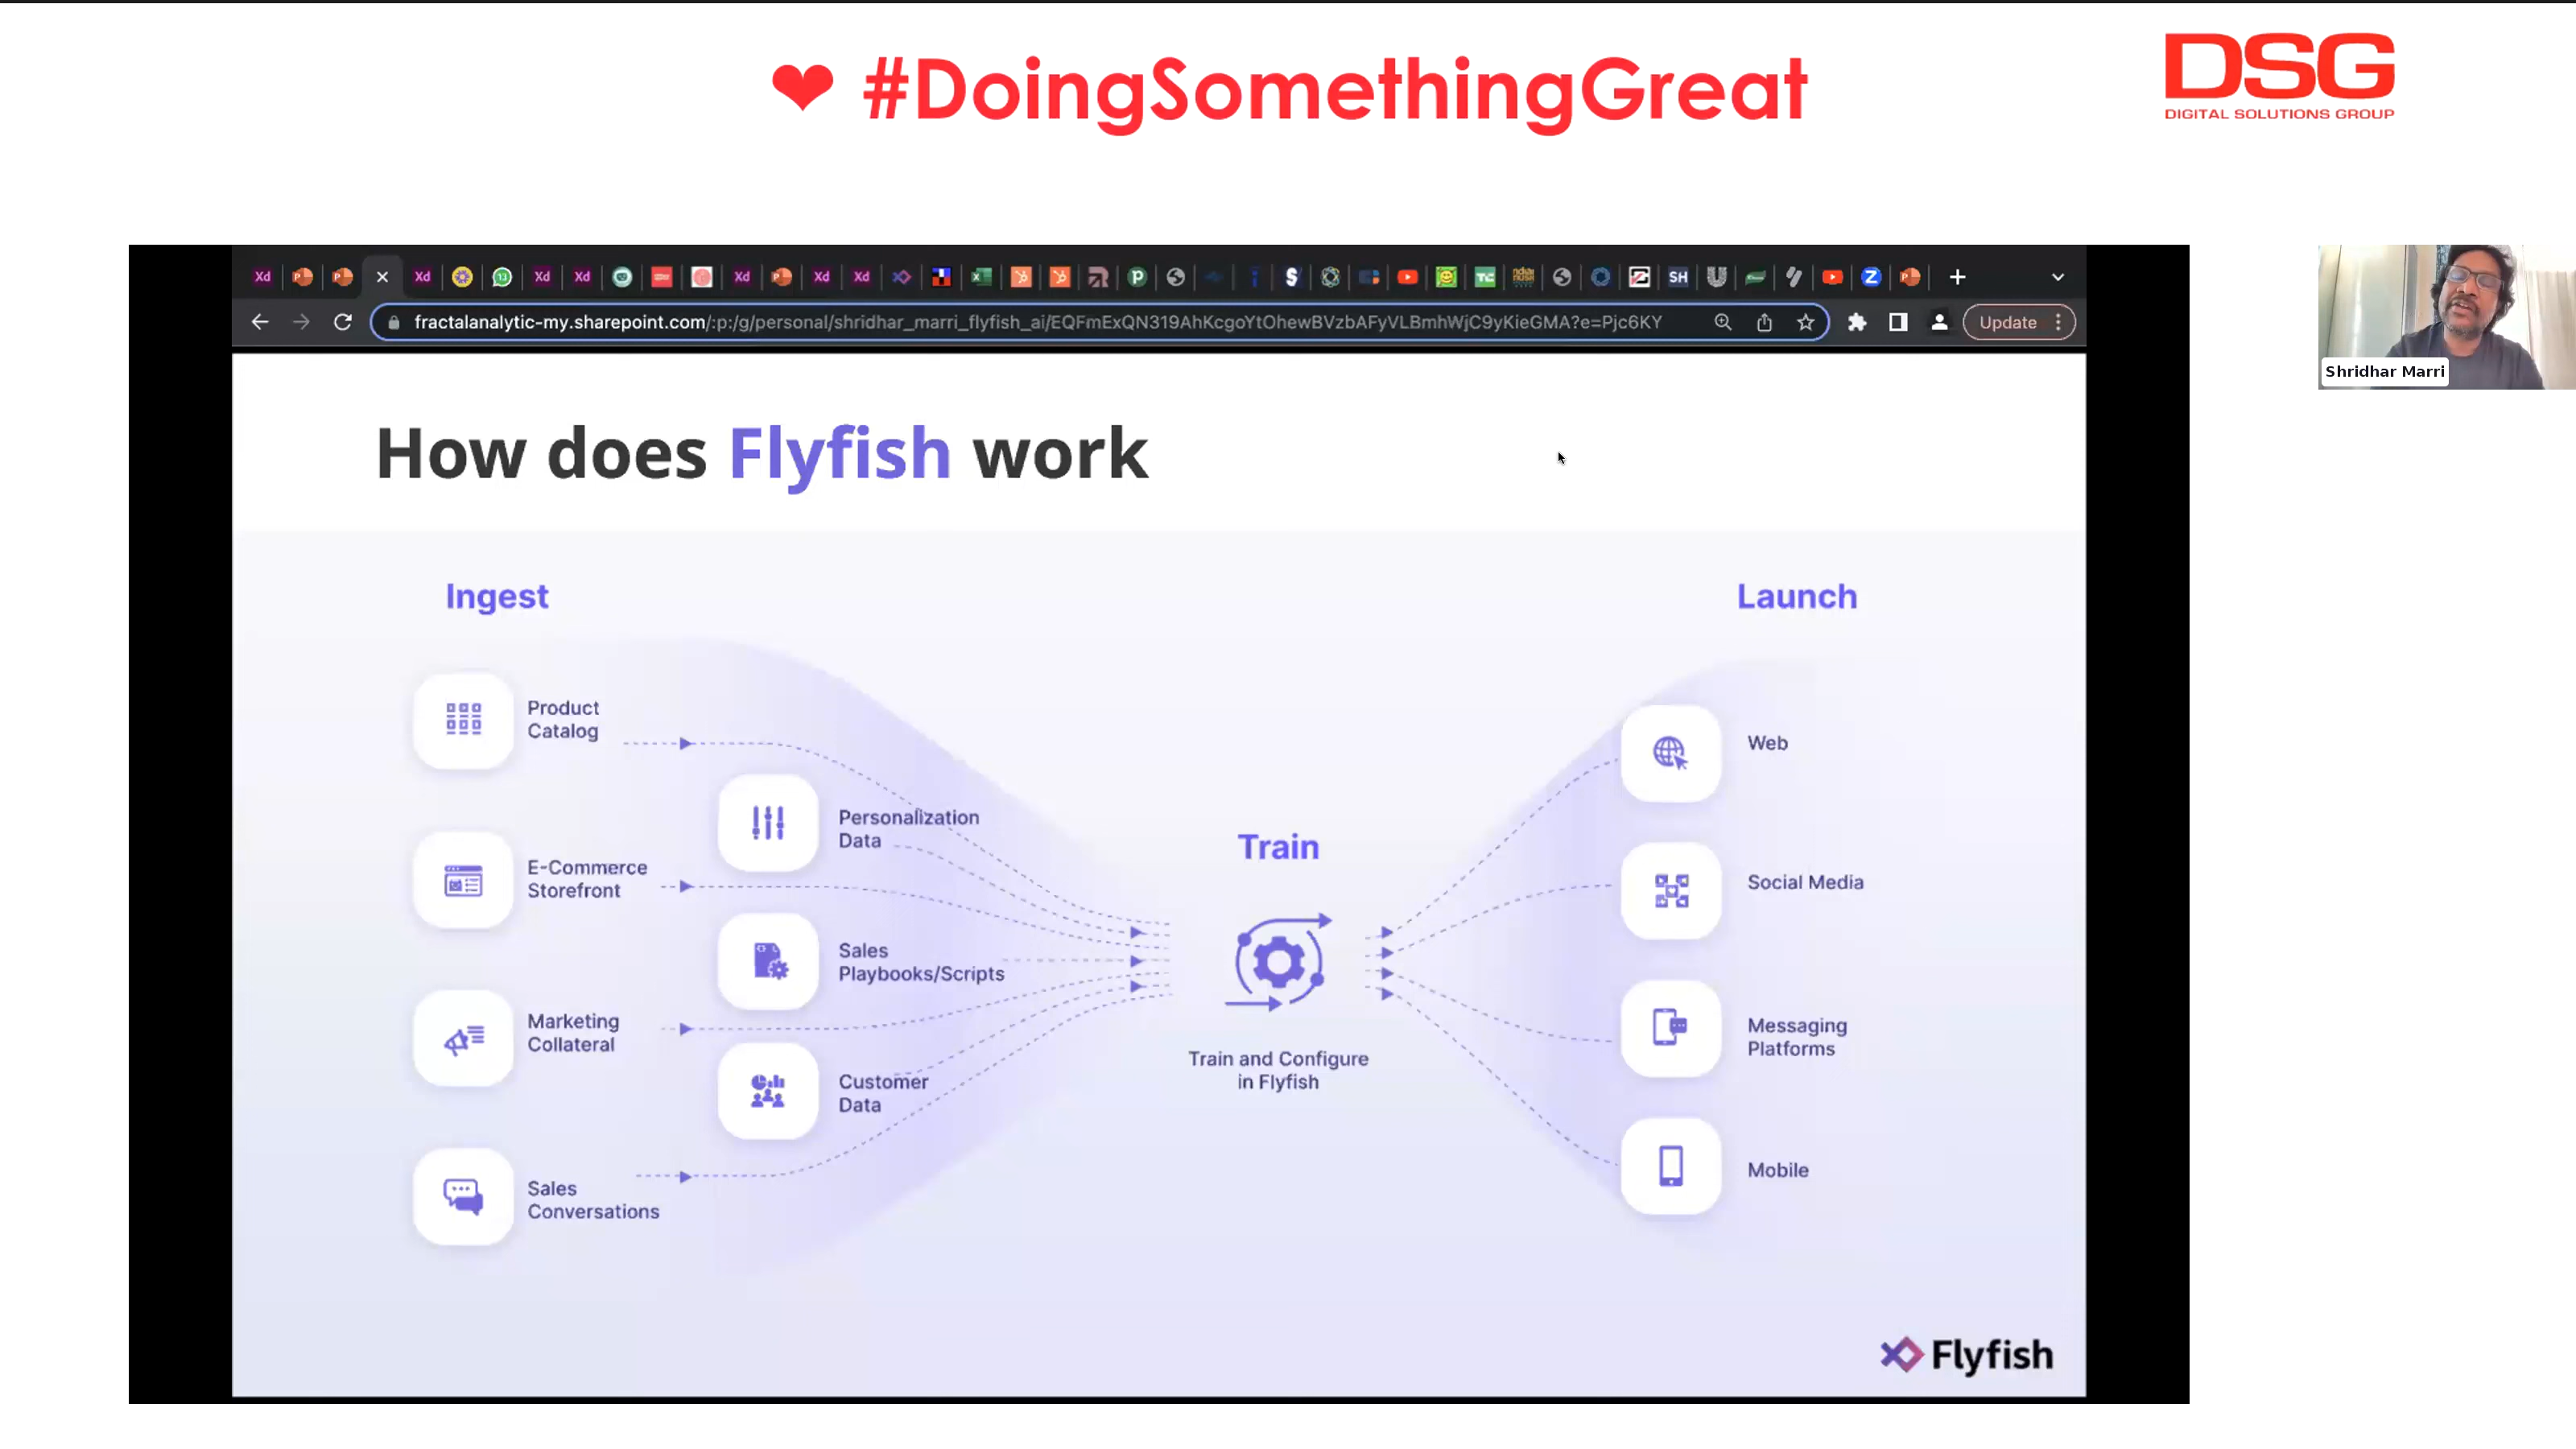 ❤ #DoingSomethingGreat
DSG
DIGITAL SOLUTIONS GROUP
fractalanalytic-my.sharepoint.com/:p:/g/personal/shridhar_marri_flyfish_ai/EQFmExQN319AhKcgoYtOhewBVzbAFyVLBmhWjC9yKieGMA?e=Pjc6KY
Update
Shridhar Marri
How does Flyfish work
Ingest
Product
Catalog
E-Commerce
Storefront
Marketing
Collateral
Sales
Conversations
Personalization
Data
Sales
Playbooks/Scripts
Customer
Data
Train
Train and Configure
in Flyfish
Launch
Web
Social Media
Messaging
Platforms
Mobile
Flyfish